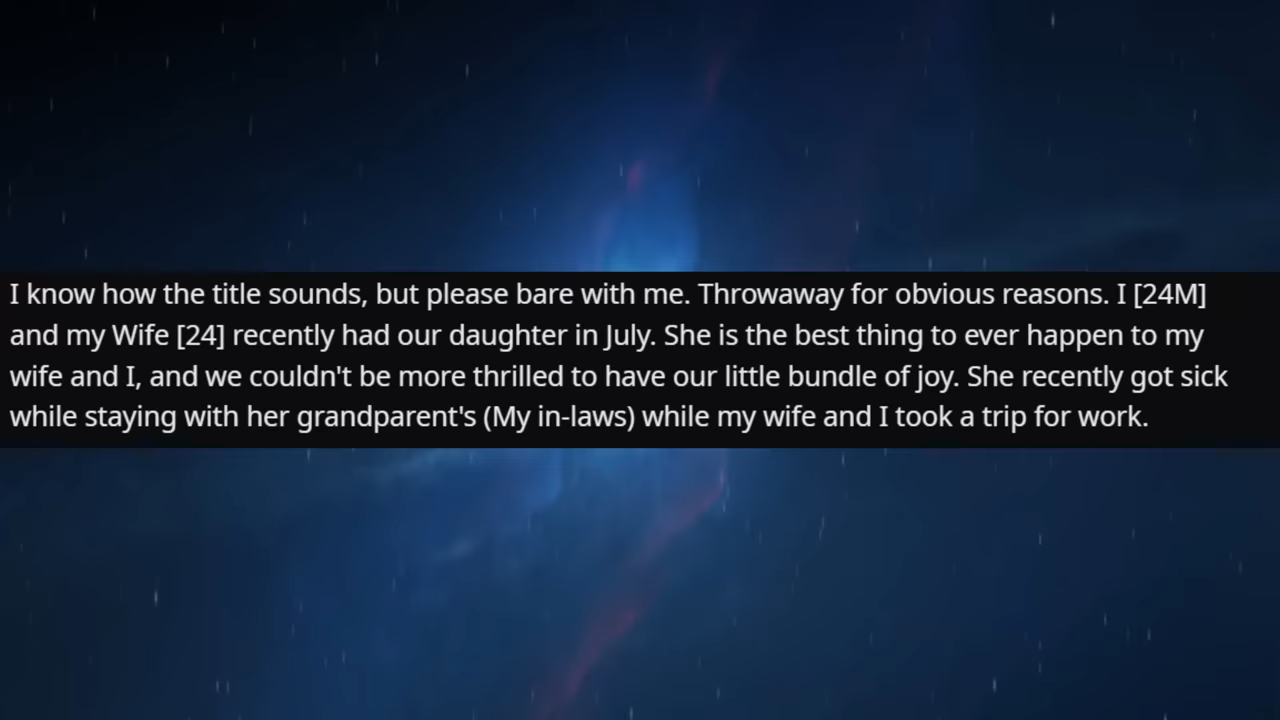 I know how the title sounds, but please bare with me. Throwaway for obvious reasons. I [24M]
and my Wife [24] recently had our daughter in July. She is the best thing to ever happen to my
wife and I, and we couldn't be more thrilled to have our little bundle of joy. She recently got sick
while staying with her grandparent's (My in-laws) while my wife and I took a trip for work.